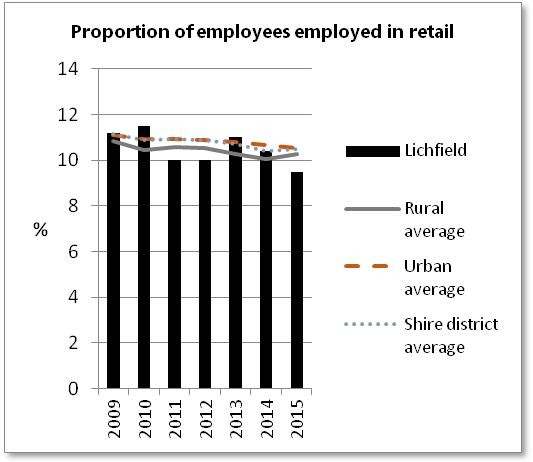 Proportion of employees employed in retail
14
12
10
8
6
4
2
0
%
2009
2010
2011
2012
2013
2014
2015
Lichfield
Rural
average
Urban
average
Shire district
average